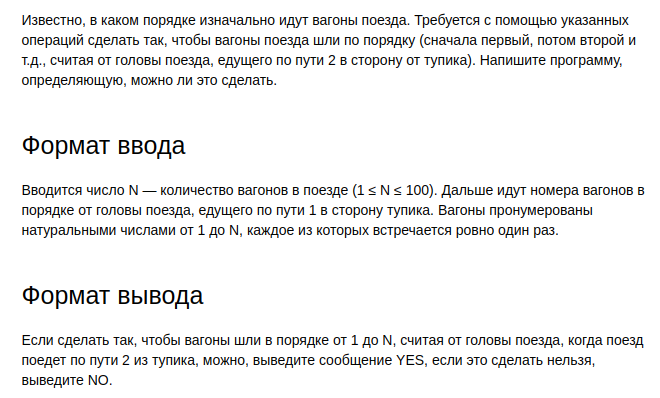 Известно, в каком порядке изначально идут вагоны поезда. Требуется с помощью указанных
операций сделать так, чтобы вагоны поезда шли по порядку (сначала первый, потом второй и
т.д., считая от головы поезда, едущего по пути 2 в сторону от тупика). Напишите программу,
определяющую, можно ли это сделать.
Формат ввода
Вводится число N — количество вагонов в поезде (1 ≤ N ≤ 100). Дальше идут номера вагонов в
порядке от головы поезда, едущего по пути 1 в сторону тупика. Вагоны пронумерованы
натуральными числами от 1 до N, каждое из которых встречается ровно один раз.
Формат вывода
Если сделать так, чтобы вагоны шли в порядке от 1 до N, считая от головы поезда, когда поезд
поедет по пути 2 из тупика, можно, выведите сообщение YES, если это сделать нельзя,
выведите NO.